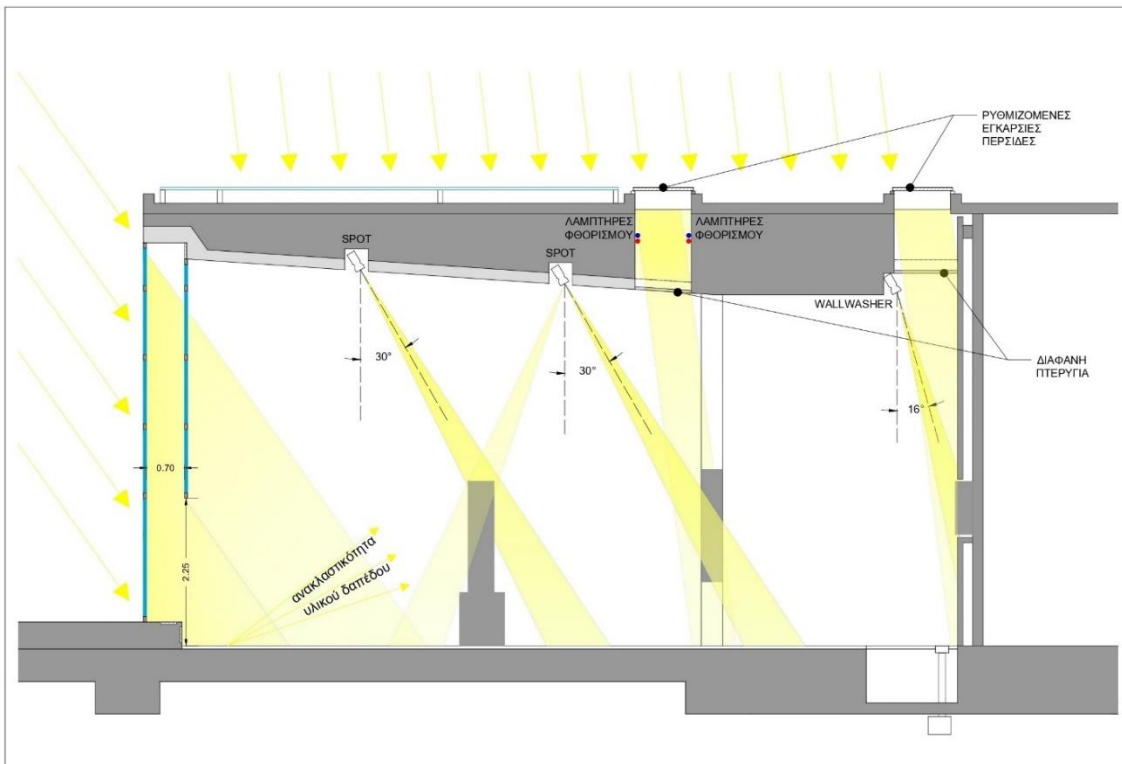 ΡΥΘΜΙΖΟΜΕΝΕΣ
ΕΓΚΑΡΣΙΕΣ
ΠΕΡΣΙΔΕΣ
ΛΑΜΠΤΗΡΕΣ
ΦΘΟΡΙΣΜΟΥ
ΛΑΜΠΤΗΡΕΣ
ΦΘΟΡΙΣΜΟΥ
SPOT
SPOT
WALLWASHER
30°
30°
ΔΙΑΦΑΝΗ
ΠΤΕΡΥΓΙΑ
16°
0.70
2.25
ανακλαστικότητα
υλικού δαπέδου